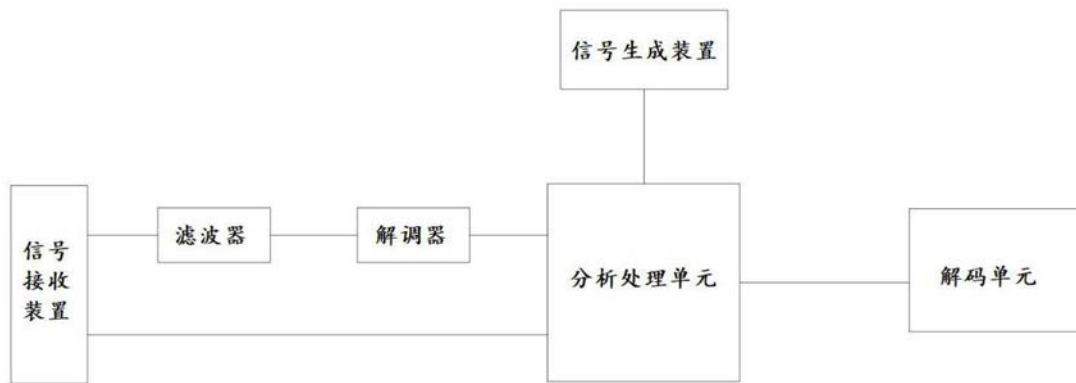 信号生成装置
信号
接收
装置
滤波器
解调器
分析处理单元
解码单元